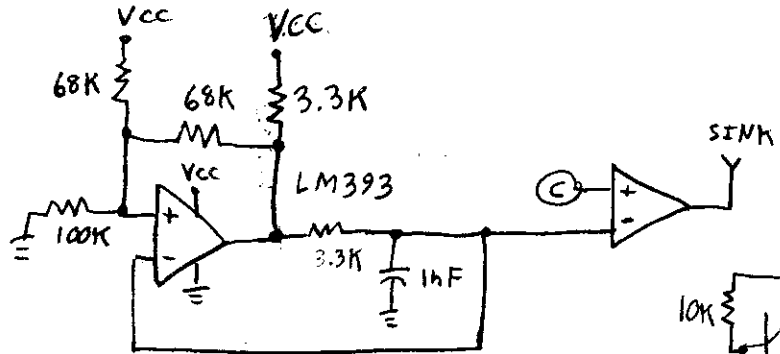 Vcc
VCC
68K
68K
3.3K
SINK
Vcc
LM393
C
+
+
100K
-
-
3.3K
1nF
10K